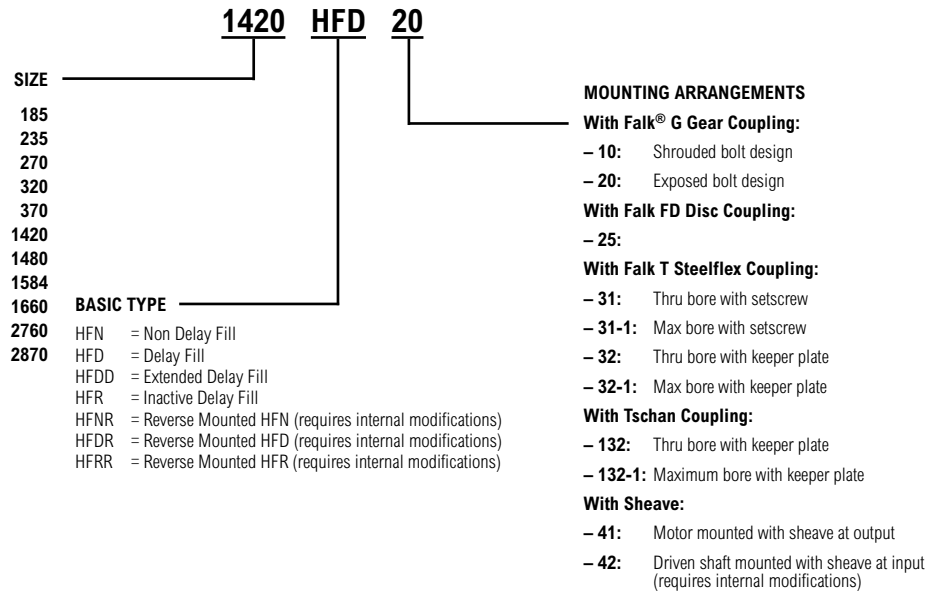 1420 HFD 20
SIZE
185
235
270
320
370
1420
1480
1584
1660
2760
2870
BASIC TYPE
HFN = Non Delay Fill
HFD = Delay Fill
HFDD = Extended Delay Fill
HFR = Inactive Delay Fill
HFNR = Reverse Mounted HFN (requires internal modifications)
HFDR = Reverse Mounted HFD (requires internal modifications)
HFRR = Reverse Mounted HFR (requires internal modifications)
MOUNTING ARRANGEMENTS
With Falk® G Gear Coupling:
– 10: Shrouded bolt design
– 20: Exposed bolt design
With Falk FD Disc Coupling:
– 25:
With Falk T Steelflex Coupling:
– 31: Thru bore with setscrew
– 31-1: Max bore with setscrew
– 32: Thru bore with keeper plate
– 32-1: Max bore with keeper plate
With Tschan Coupling:
– 132: Thru bore with keeper plate
– 132-1: Maximum bore with keeper plate
With Sheave:
– 41: Motor mounted with sheave at output
– 42: Driven shaft mounted with sheave at input
(requires internal modifications)